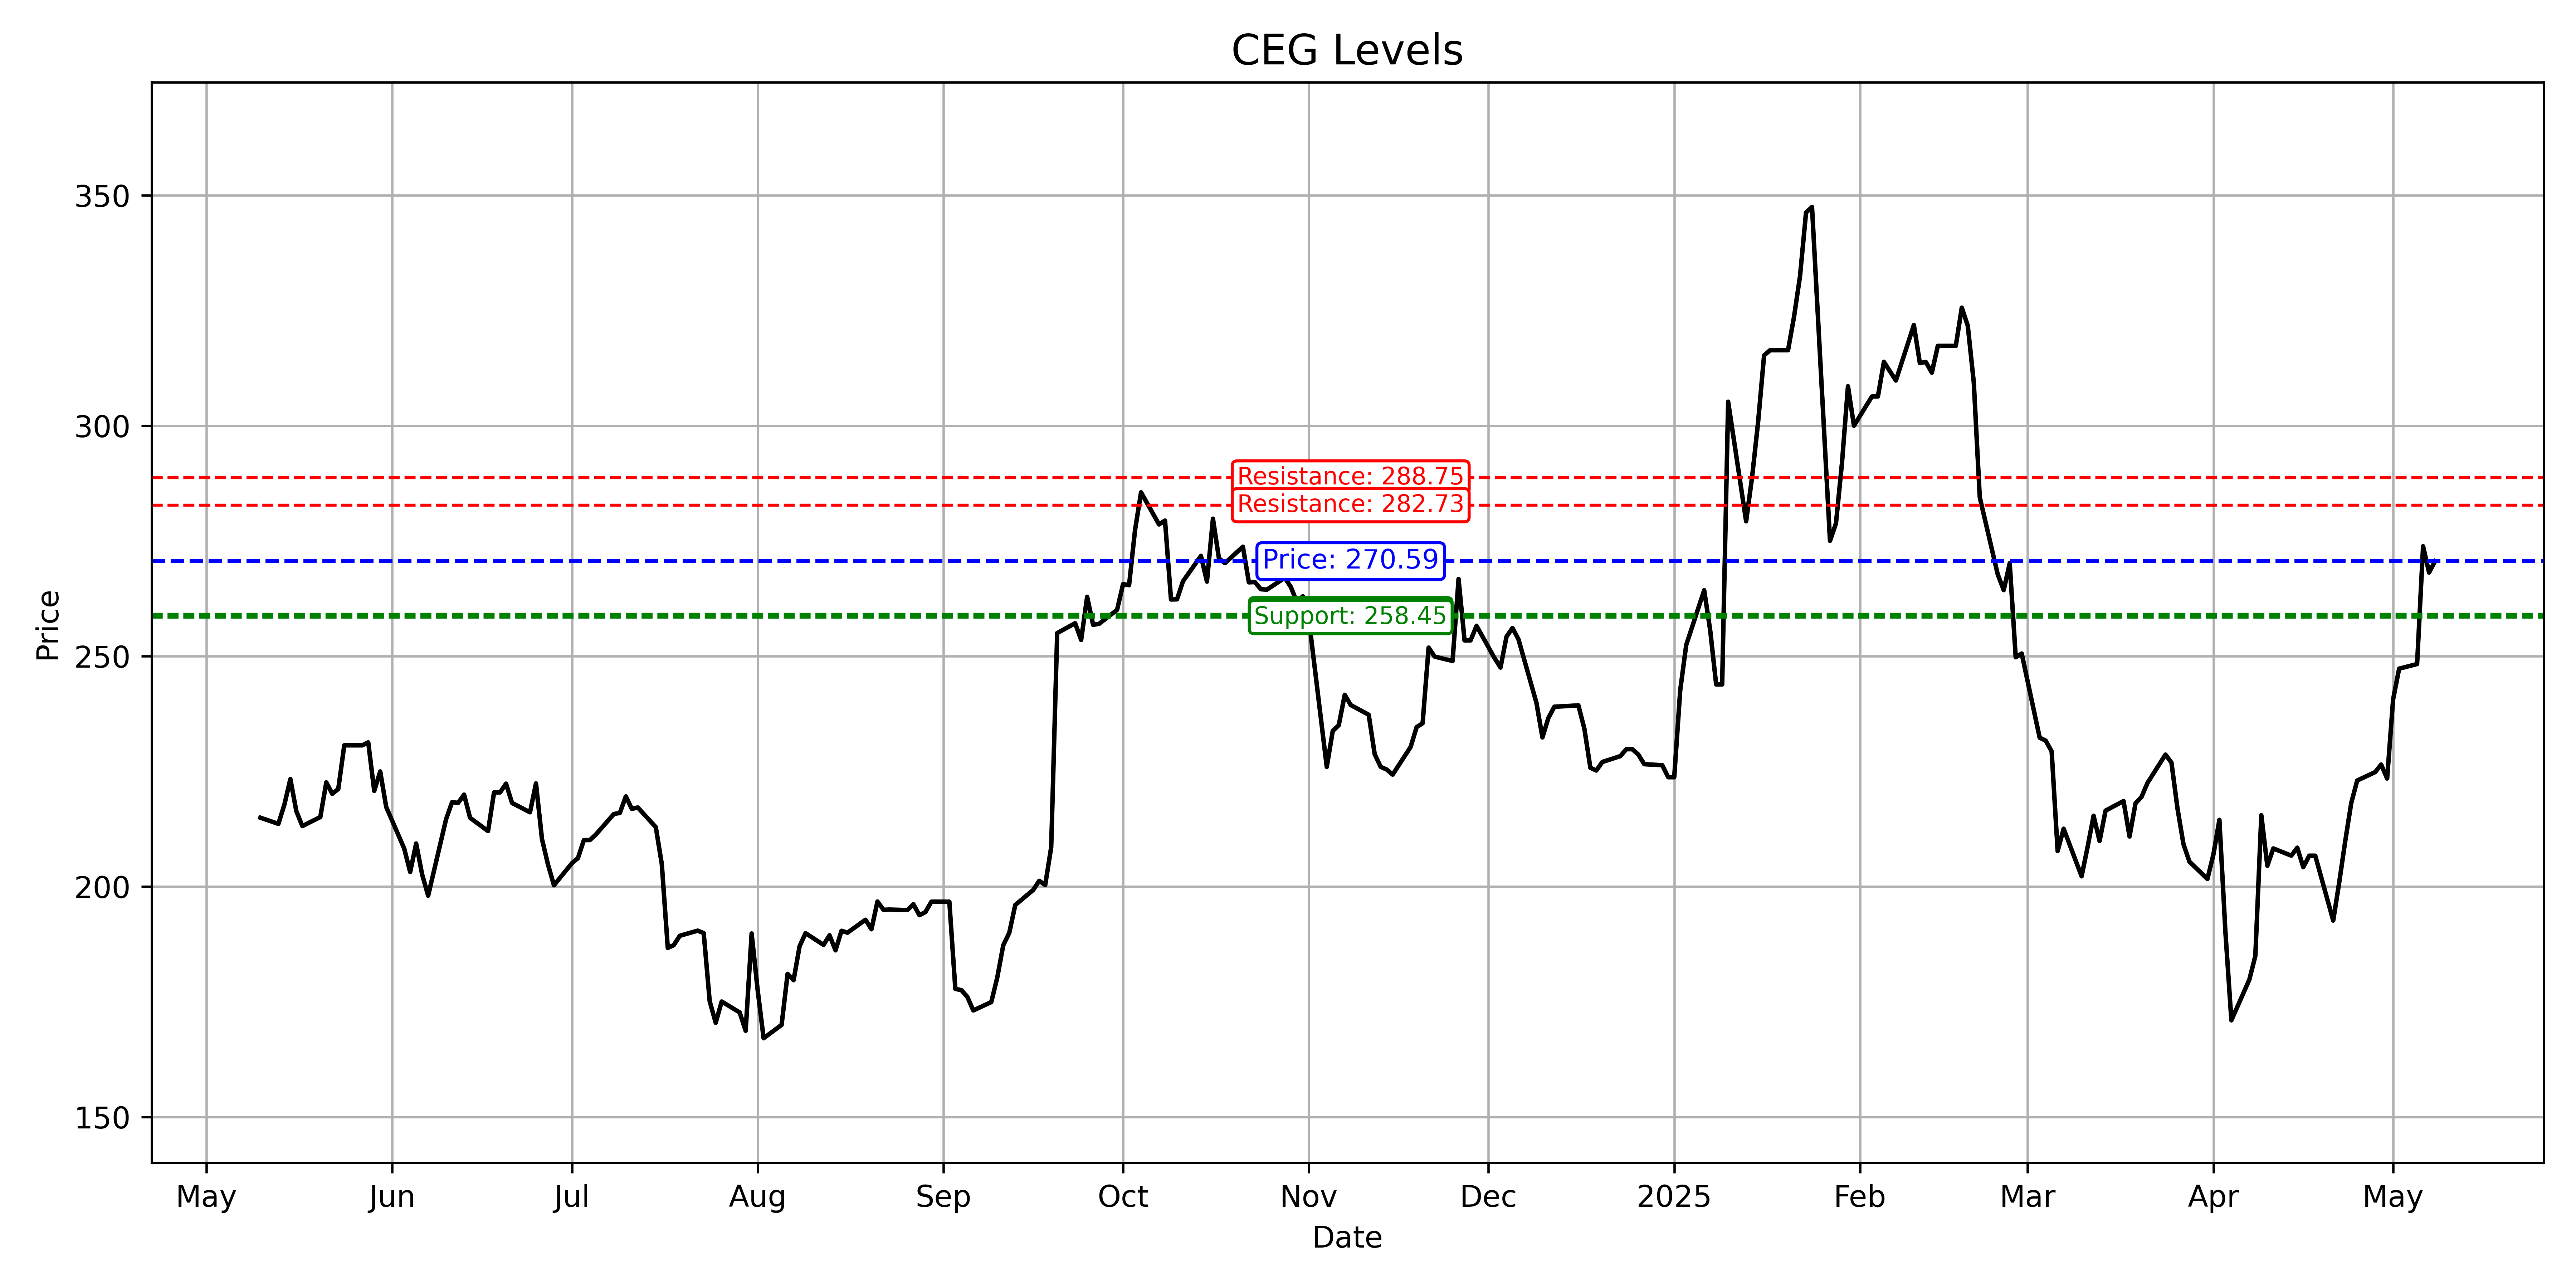 CEG Levels
350
300
250
200
150
Price
Resistance: 288.75
Resistance: 282.73
Price: 270.59
Support: 258.45
May
Jun
Jul
Aug
Sep
Oct
Nov
Dec
2025
Feb
Mar
Apr
May
Date